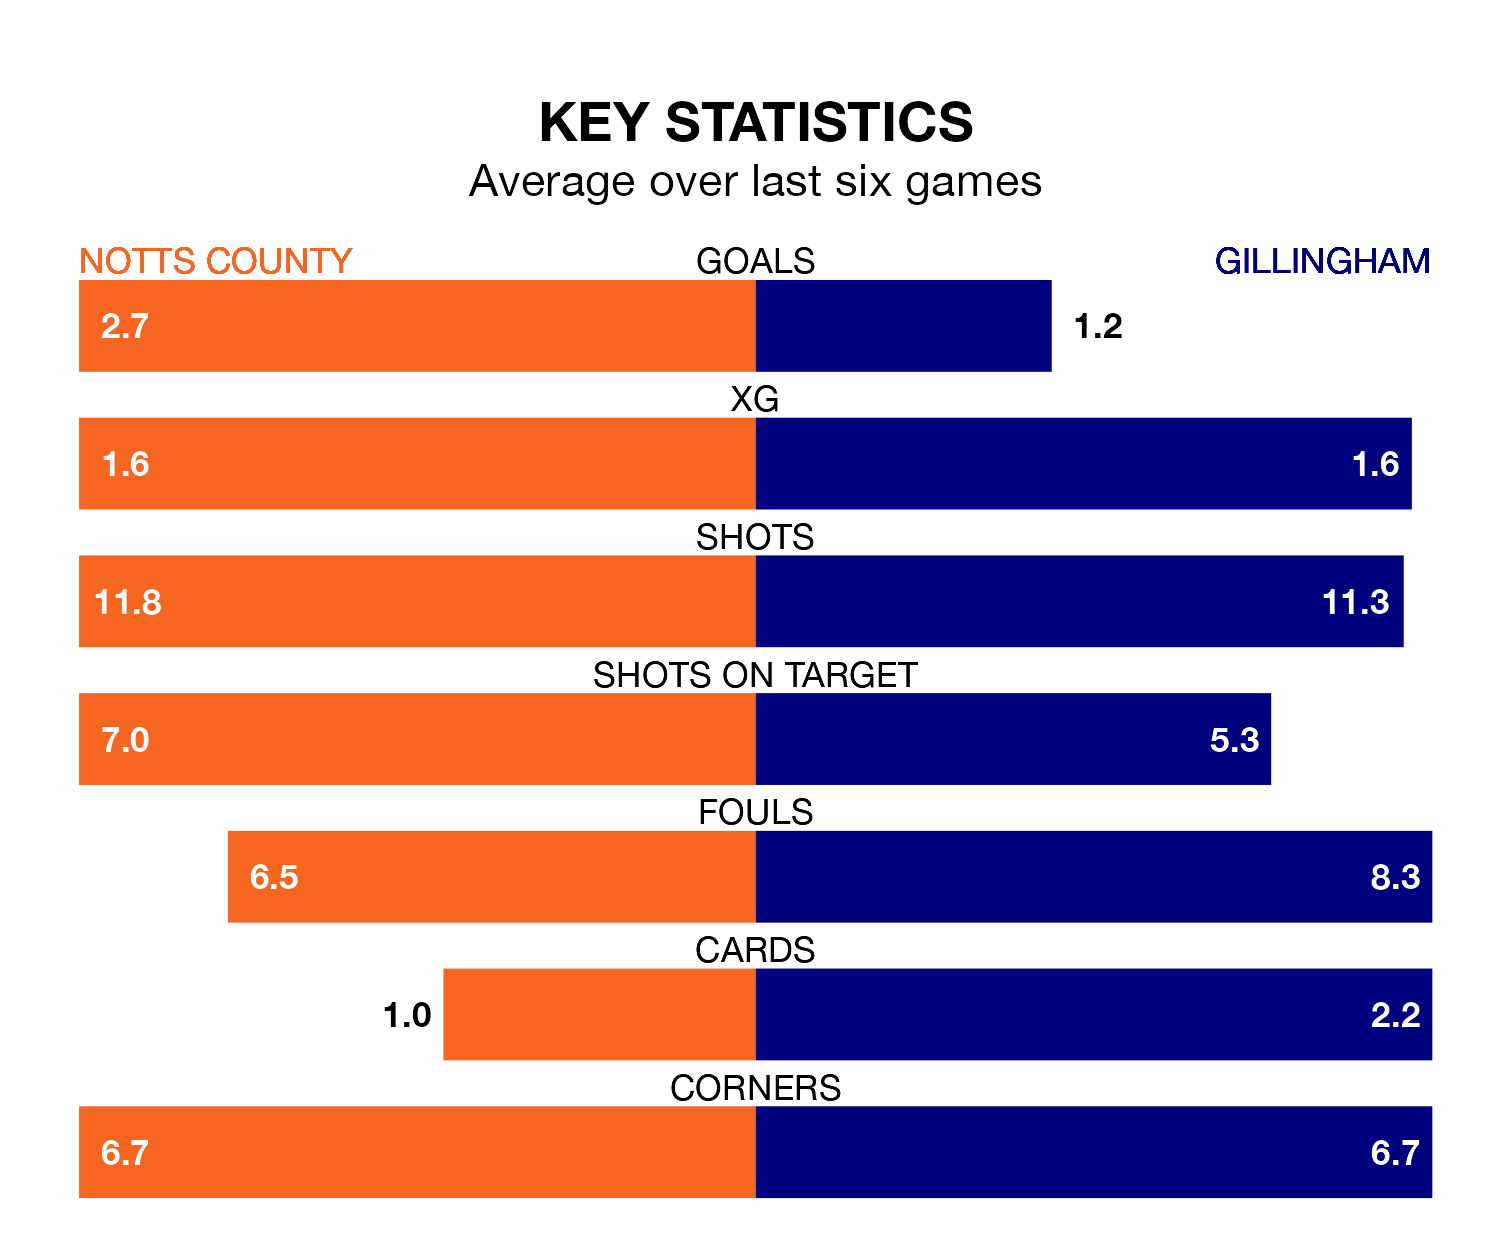 KEY STATISTICS
Average over last six games
NOTTS COUNTY GOALS GILLINGHAM
2.7 1.2
XG
1.6 1.6
SHOTS
11.8 11.3
SHOTS ON TARGET
7.0 5.3
FOULS
6.5 8.3
CARDS
1.0 2.2
CORNERS
6.7 6.7